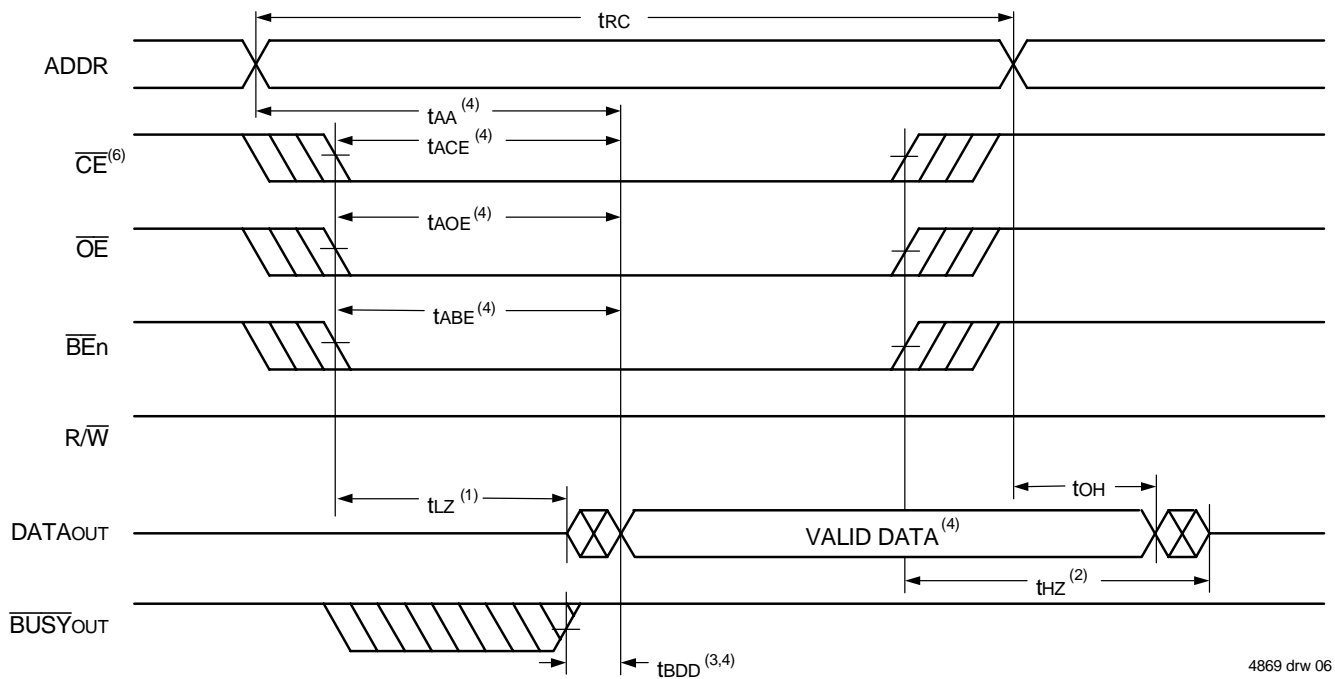 tRC
ADDR
tAA (4)
CE(6)
tACE (4)
OE
tAOE (4)
BEn
tABE (4)
R/W
tLZ (1)
tOH
DATAOUT
VALID DATA(4)
tHZ (2)
BUSYOUT
tBDD (3,4)
4869 drw 06